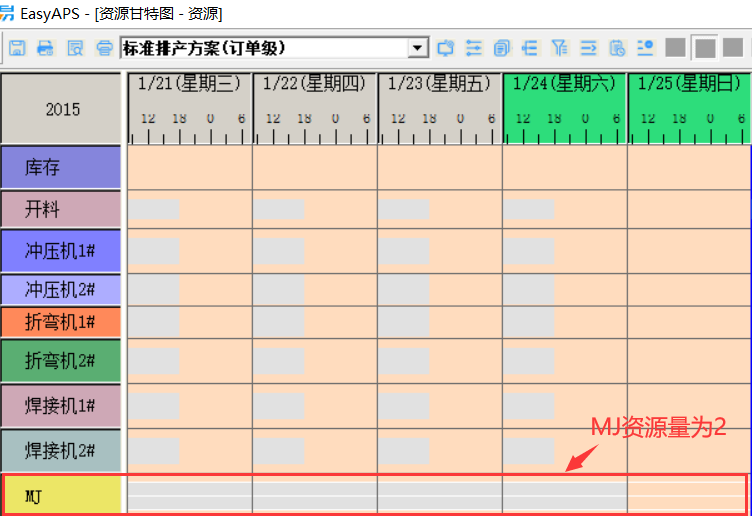 EasyAPS - [资源甘特图 - 资源]
标准排产方案(订单级)
2015
1/21(星期三) 1/22(星期四) 1/23(星期五) 1/24(星期六) 1/25(星期日)
12 18 0 6 12 18 0 6 12 18 0 6 12 18 0 6 12 18 0 6
库存
开料
冲压机1#
冲压机2#
折弯机1#
折弯机2#
焊接机1#
MJ资源量为2
焊接机2#
MJ